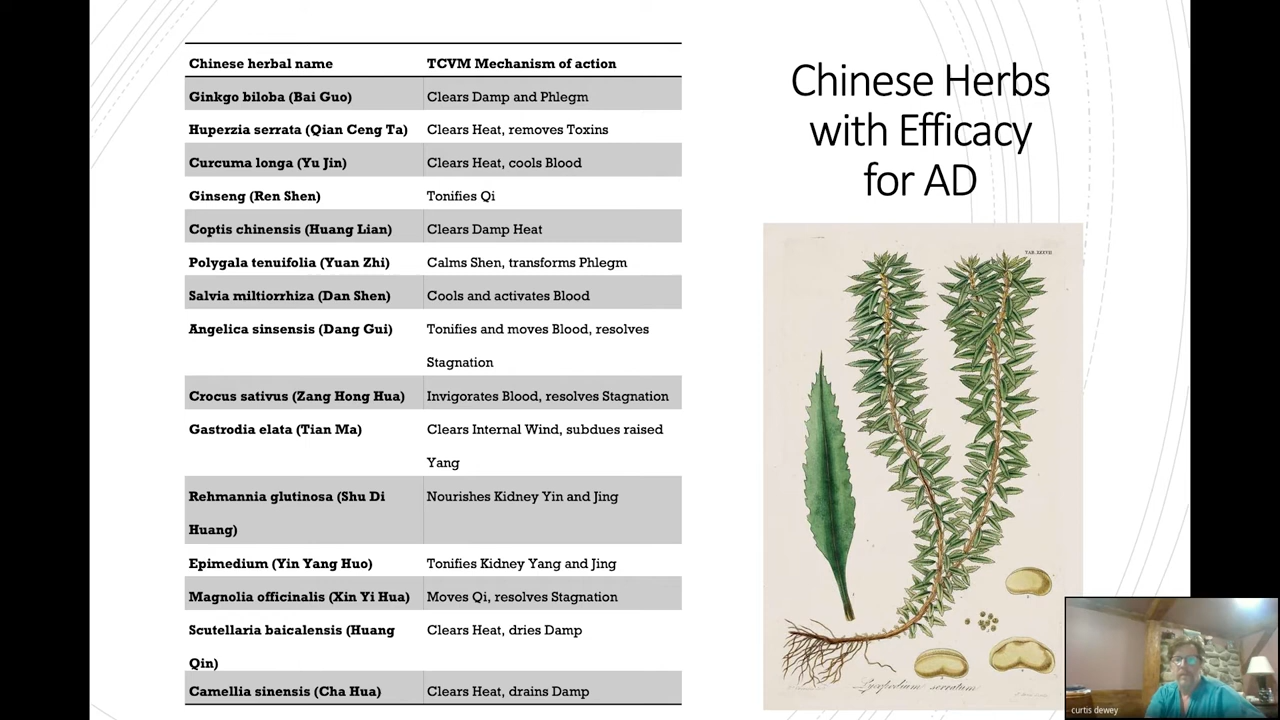 Chinese herbal name TCVM Mechanism of action
Ginkgo biloba (Bai Guo) Clears Damp and Phlegm
Huperzia serrata (Qian Ceng Ta) Clears Heat, removes Toxins
Curcuma longa (Yu Jin) Clears Heat, cools Blood
Ginseng (Ren Shen) Tonifies Qi
Coptis chinensis (Huang Lian) Clears Damp Heat
Polygala tenuifolia (Yuan Zhi) Calms Shen, transforms Phlegm
Salvia miltiorrhiza (Dan Shen) Cools and activates Blood
Angelica sinsensis (Dang Gui) Tonifies and moves Blood, resolves
Stagnation
Crocus sativus (Zang Hong Hua) Invigorates Blood, resolves Stagnation
Gastrodia elata (Tian Ma) Clears Internal Wind, subdues raised
Yang
Rehmannia glutinosa (Shu Di Nourishes Kidney Yin and Jing
Huang)
Epimedium (Yin Yang Huo) Tonifies Kidney Yang and Jing
Magnolia officinalis (Xin Yi Hua) Moves Qi, resolves Stagnation
Scutellaria baicalensis (Huang Clears Heat, dries Damp
Qin)
Camellia sinensis (Cha Hua) Clears Heat, drains Damp
Chinese Herbs
with Efficacy
for AD
TAB. XXXVII
Lycopodium serratum
curtis dewey